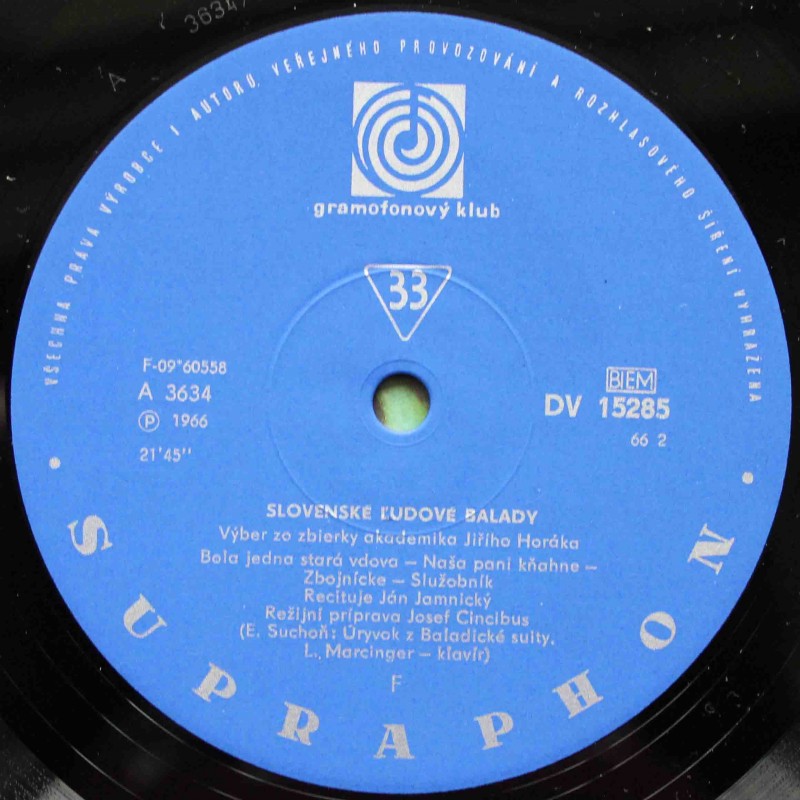 36347
A
VŠECHNA PRÁVA VÝROBCE I AUTORŮ, VEŘEJNÉHO PROVOZOVÁNÍ A ROZHLASOVÉHO ŠÍŘENÍ VYHRAŽENA
gramofonový klub
33
F-09*60558
A 3634
Ⓟ 1966
21'45''
BIEM
DV 15285
66 2
SLOVENSKÉ ĽUDOVÉ BALADY
Výber zo zbierky akademika Jiřího Horáka
Bola jedna stará vdova – Naša pani kňahne –
Zbojnícke – Služobník
Recituje Ján Jamnický
Režijní príprava Josef Cincibus
(E. Suchoň: Úryvok z Baladické suity,
L. Marcinger – klavír)
F
SUPRAPHON